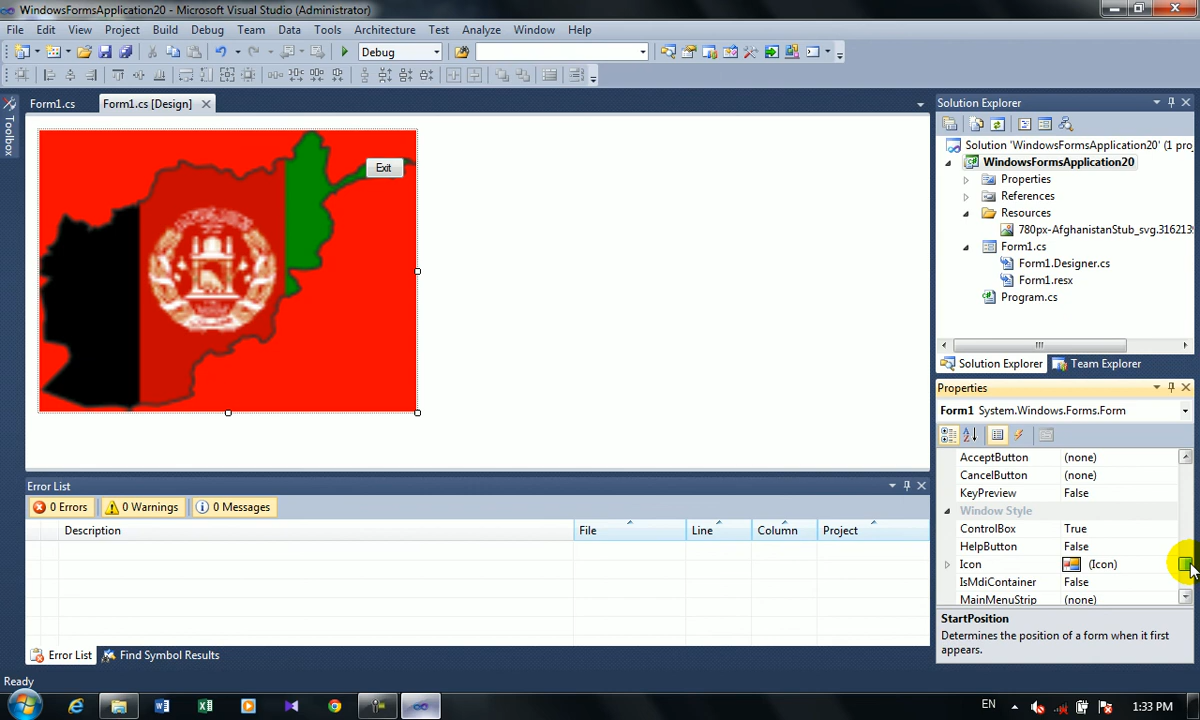 WindowsFormsApplication20 - Microsoft Visual Studio (Administrator)
File Edit View Project Build Debug Team Data Tools Architecture Test Analyze Window Help
Debug
Form1.cs Form1.cs [Design]
Toolbox
Exit
Solution Explorer
Solution 'WindowsFormsApplication20' (1 proj
WindowsFormsApplication20
Properties
References
Resources
780px-AfghanistanStub_svg.316213
Form1.cs
Form1.Designer.cs
Form1.resx
Program.cs
Solution Explorer Team Explorer
Properties
Form1 System.Windows.Forms.Form
AcceptButton (none)
CancelButton (none)
KeyPreview False
Window Style
ControlBox True
HelpButton False
Icon (Icon)
IsMdiContainer False
MainMenuStrip (none)
StartPosition
Determines the position of a form when it first
appears.
Error List
0 Errors 0 Warnings 0 Messages
Description File Line Column Project
Error List Find Symbol Results
Ready
EN 1:33 PM